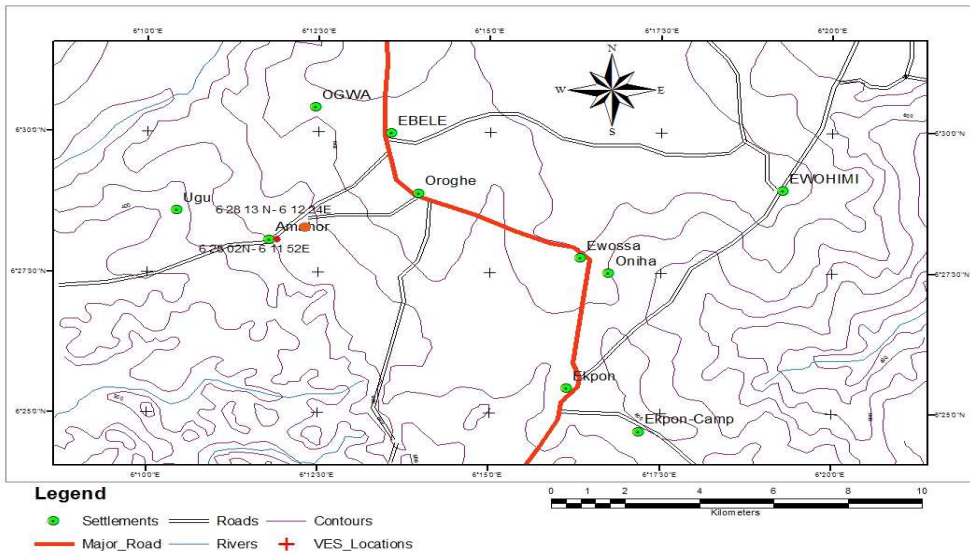 6°10'0"E 6°12'30"E 6°15'0"E 6°17'30"E 6°20'0"E
N
W E
S
OGWA
6°30'0"N EBELE 6°30'0"N
Oroghe EWOHIMI
Ugu
6 28 13 N- 6 12 24E
Amahor
6 28 02N- 6 11 52E
Ewossa
6°27'30"N Oniha 6°27'30"N
Ekpon
6°25'0"N Ekpon-Camp 6°25'0"N
6°10'0"E 6°12'30"E 6°15'0"E 6°17'30"E 6°20'0"E
Legend
Settlements Roads Contours
Major_Road Rivers VES_Locations
0 1 2 4 6 8 10
Kilometers